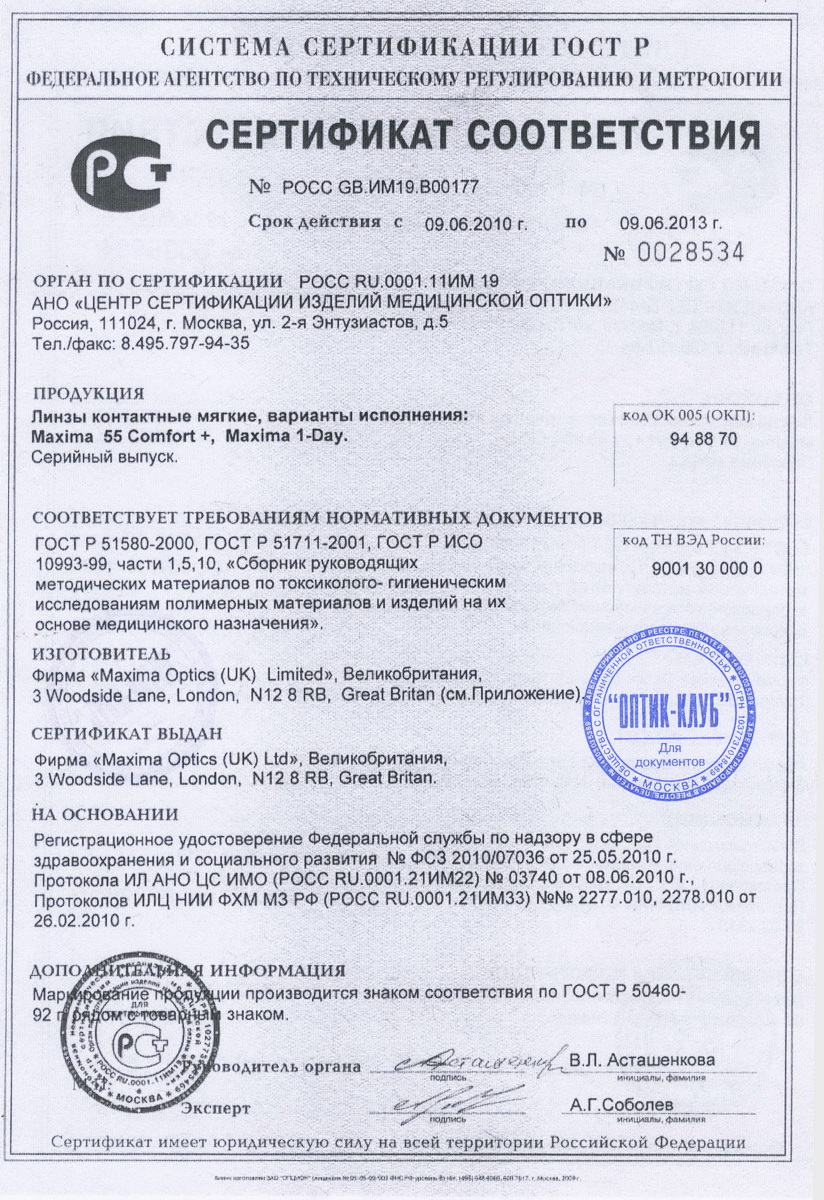 СИСТЕМА СЕРТИФИКАЦИИ ГОСТ Р
ФЕДЕРАЛЬНОЕ АГЕНТСТВО ПО ТЕХНИЧЕСКОМУ РЕГУЛИРОВАНИЮ И МЕТРОЛОГИИ
СЕРТИФИКАТ СООТВЕТСТВИЯ
№ РОСС GB.ИМ19.В00177
Срок действия с 09.06.2010 г. по 09.06.2013 г.
№ 0028534
ОРГАН ПО СЕРТИФИКАЦИИ РОСС RU.0001.11ИМ 19
АНО «ЦЕНТР СЕРТИФИКАЦИИ ИЗДЕЛИЙ МЕДИЦИНСКОЙ ОПТИКИ»
Россия, 111024, г. Москва, ул. 2-я Энтузиастов, д.5
Тел./факс: 8.495.797-94-35
ПРОДУКЦИЯ
Линзы контактные мягкие, варианты исполнения:
Maxima 55 Comfort +, Maxima 1-Day.
Серийный выпуск.
код ОК 005 (ОКП):
94 88 70
СООТВЕТСТВУЕТ ТРЕБОВАНИЯМ НОРМАТИВНЫХ ДОКУМЕНТОВ
ГОСТ Р 51580-2000, ГОСТ Р 51711-2001, ГОСТ Р ИСО
10993-99, части 1,5,10, «Сборник руководящих
методических материалов по токсиколого- гигиеническим
исследованиям полимерных материалов и изделий на их
основе медицинского назначения».
код ТН ВЭД России:
9001 30 000 0
ИЗГОТОВИТЕЛЬ
Фирма «Maxima Optics (UK) Limited», Великобритания,
3 Woodside Lane, London, N12 8 RB, Great Britan (см.Приложение).
"ОПТИК-КЛУБ"
Для
документов
МОСКВА
ОБЩЕСТВО С ОГРАНИЧЕННОЙ ОТВЕТСТВЕННОСТЬЮ
СЕРТИФИКАТ ВЫДАН
Фирма «Maxima Optics (UK) Ltd», Великобритания,
3 Woodside Lane, London, N12 8 RB, Great Britan.
НА ОСНОВАНИИ
Регистрационное удостоверение Федеральной службы по надзору в сфере
здравоохранения и социального развития № ФСЗ 2010/07036 от 25.05.2010 г.
Протокола ИЛ АНО ЦС ИМО (РОСС RU.0001.21ИМ22) № 03740 от 08.06.2010 г.,
Протоколов ИЛЦ НИИ ФХМ МЗ РФ (РОСС RU.0001.21ИМ33) №№ 2277.010, 2278.010 от
26.02.2010 г.
ДОПОЛНИТЕЛЬНАЯ ИНФОРМАЦИЯ
Маркирование продукции производится знаком соответствия по ГОСТ Р 50460-
92 г. рядом с товарным знаком.
РОСС RU.0001.11ИМ19
МОСКВА
Руководитель органа
подпись
В.Л. Асташенкова
инициалы, фамилия
Эксперт
подпись
А.Г.Соболев
инициалы, фамилия
Сертификат имеет юридическую силу на всей территории Российской Федерации